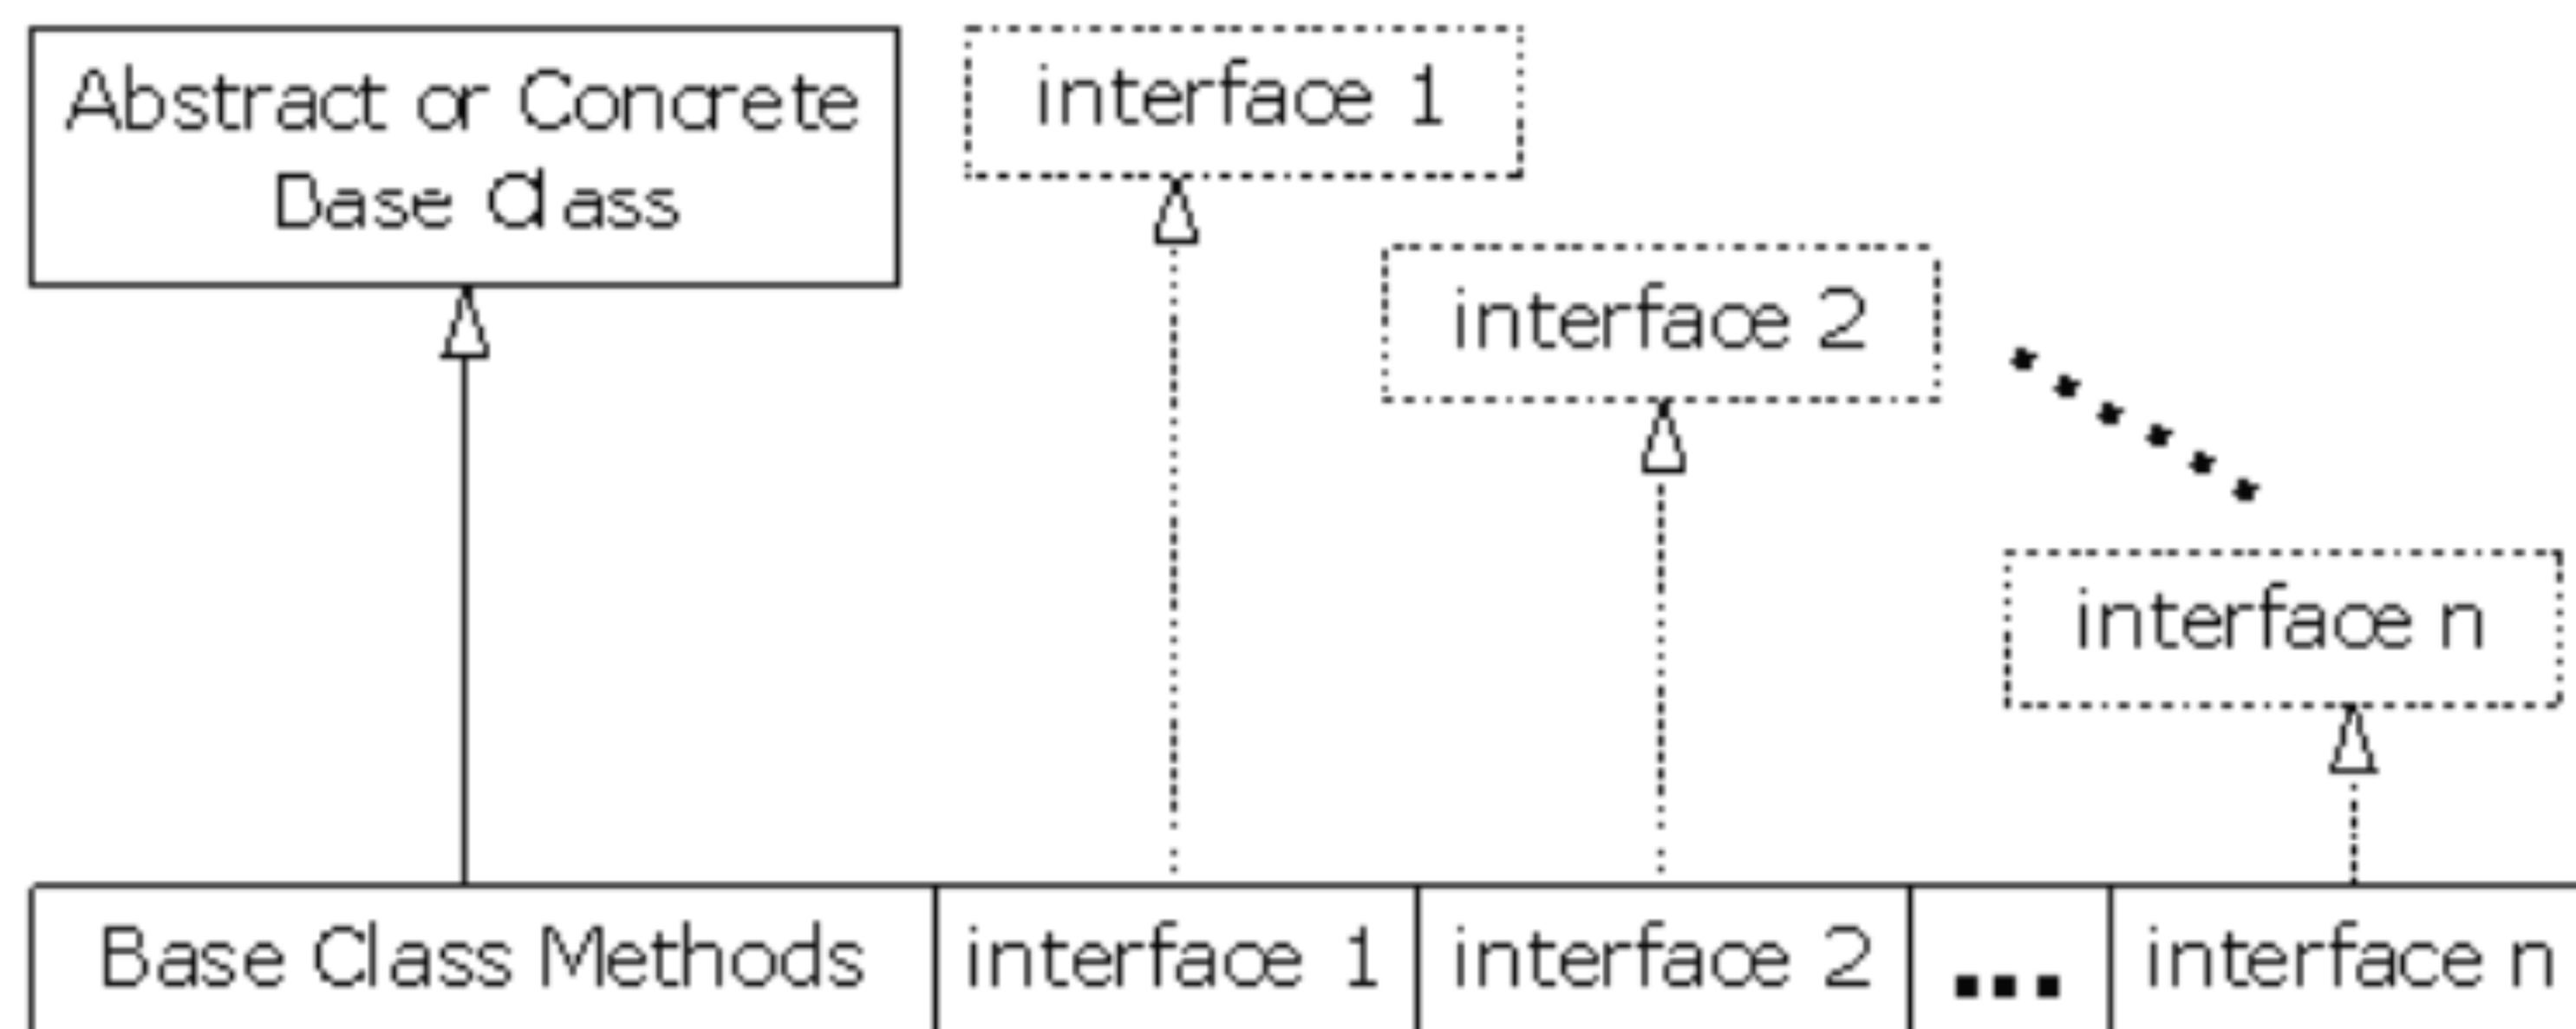 Abstract or Concrete
Base Class
interface 1
interface 2
interface n
Base Class Methods
interface 1
interface 2
...
interface n